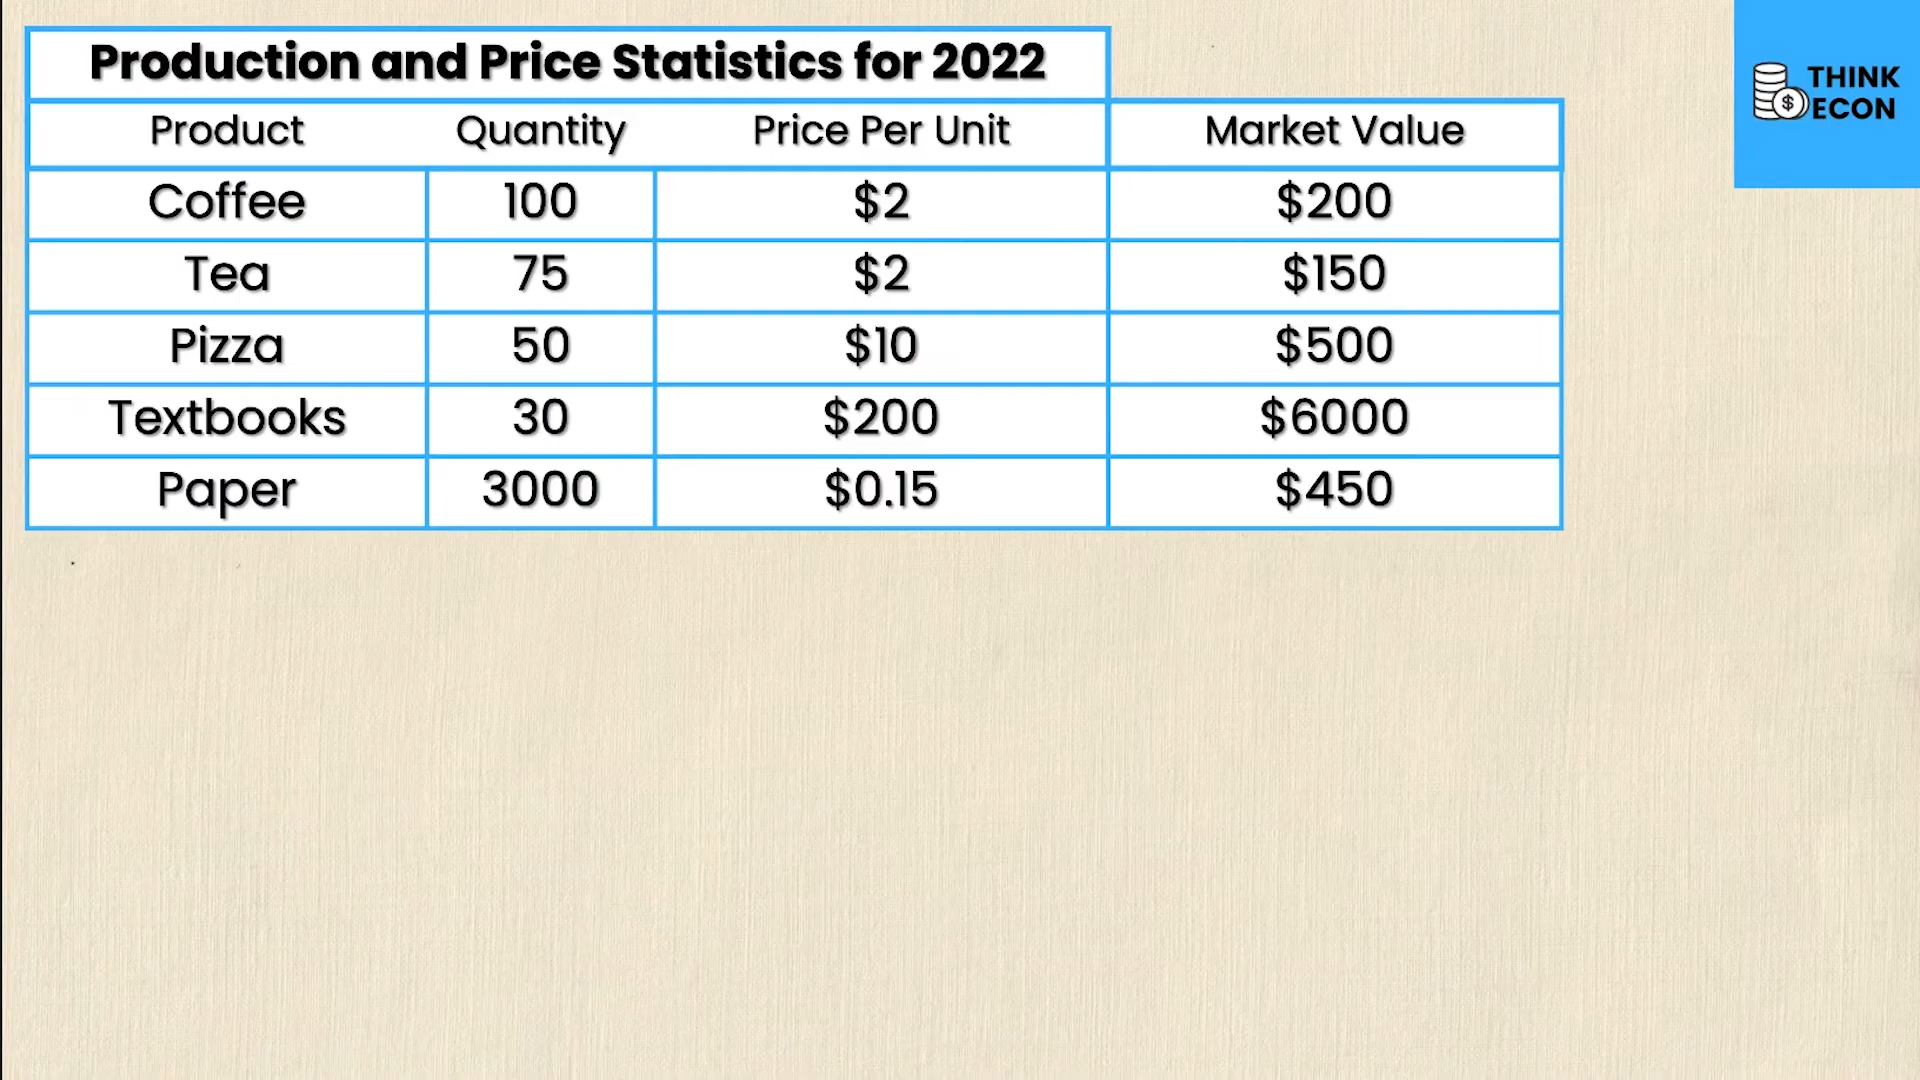 Production and Price Statistics for 2022
Product Quantity Price Per Unit Market Value
Coffee 100 $2 $200
Tea 75 $2 $150
Pizza 50 $10 $500
Textbooks 30 $200 $6000
Paper 3000 $0.15 $450
$ THINK
ECON